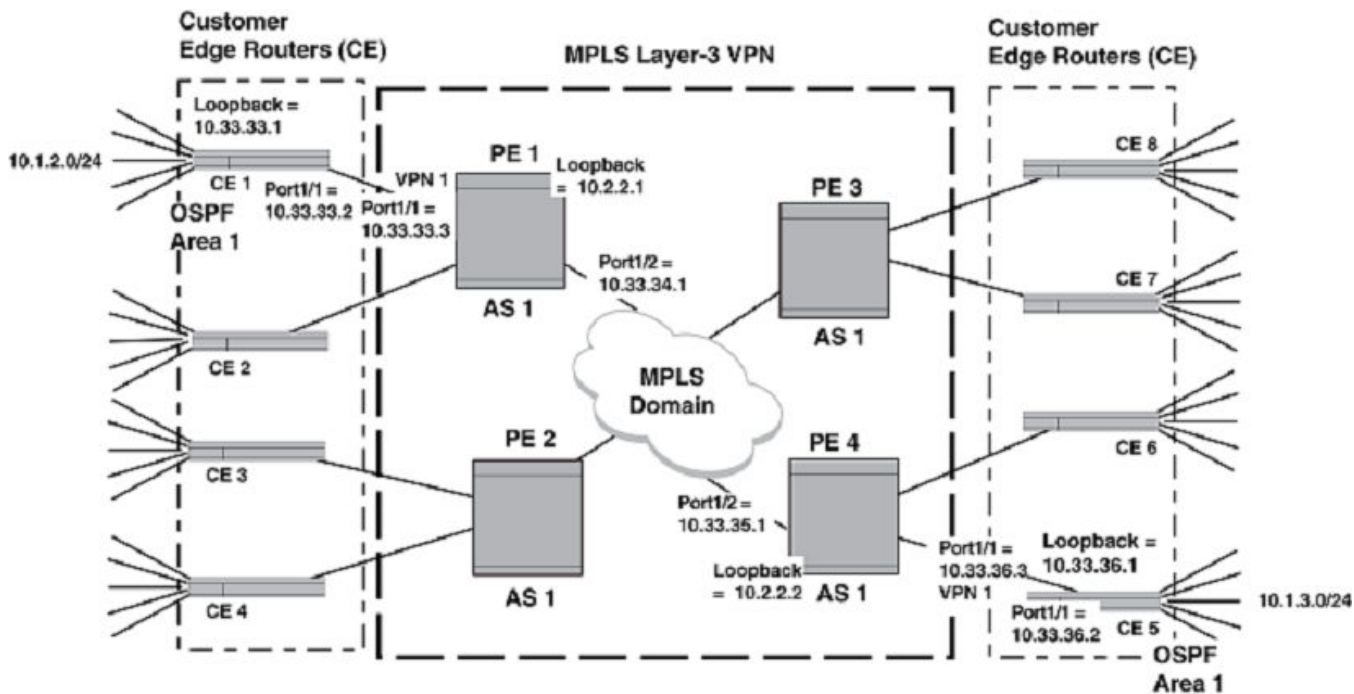 Customer
Edge Routers (CE)
MPLS Layer-3 VPN
Customer
Edge Routers (CE)
Loopback =
10.33.33.1
10.1.2.0/24
CE 1
Port1/1 =
10.33.33.2
OSPF
Area 1
VPN 1
Port1/1 =
10.33.33.3
PE 1
Loopback
= 10.2.2.1
AS 1
Port1/2 =
10.33.34.1
PE 3
AS 1
CE 8
CE 7
CE 2
MPLS
Domain
CE 3
PE 2
AS 1
CE 4
PE 4
Port1/2 =
10.33.35.1
Loopback
= 10.2.2.2
AS 1
CE 6
Port1/1 =
10.33.36.3
VPN 1
Loopback =
10.33.36.1
Port1/1 =
10.33.36.2
CE 5
10.1.3.0/24
OSPF
Area 1